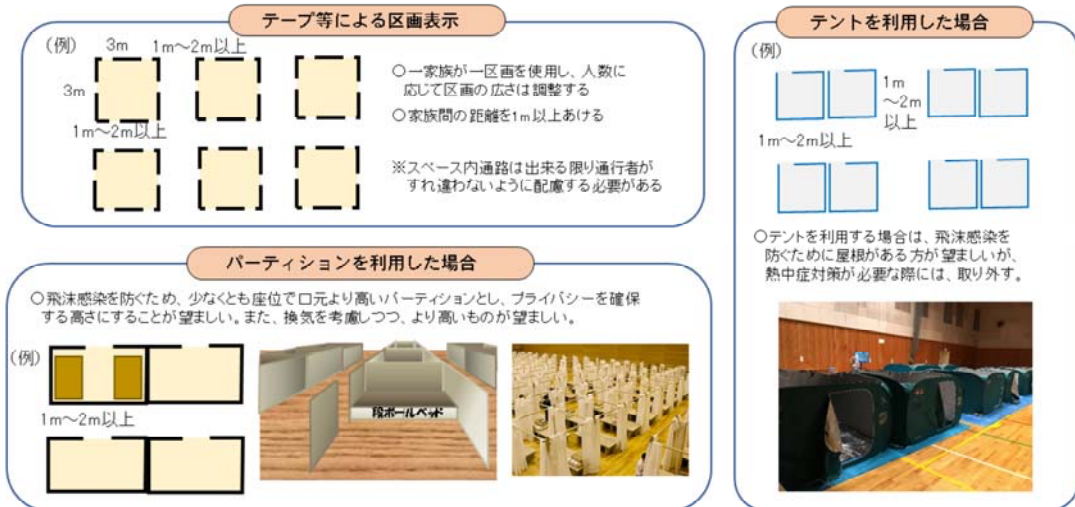 テープ等による区画表示
(例)
3m
1m～2m以上
3m
1m～2m以上
○一家族が一区画を使用し、人数に
応じて区画の広さは調整する
○家族間の距離を1m以上あける
※スペース内通路は出来る限り通行者が
すれ違わないように配慮する必要がある
パーティションを利用した場合
○飛沫感染を防ぐため、少なくとも座位で口元より高いパーティションとし、プライバシーを確保
する高さにすることが望ましい。また、換気を考慮しつつ、より高いものが望ましい。
(例)
1m～2m以上
段ボールベッド
テントを利用した場合
(例)
1m
～2m
以上
1m～2m以上
○テントを利用する場合は、飛沫感染を
防ぐために屋根がある方が望ましいが、
熱中症対策が必要な際には、取り外す。